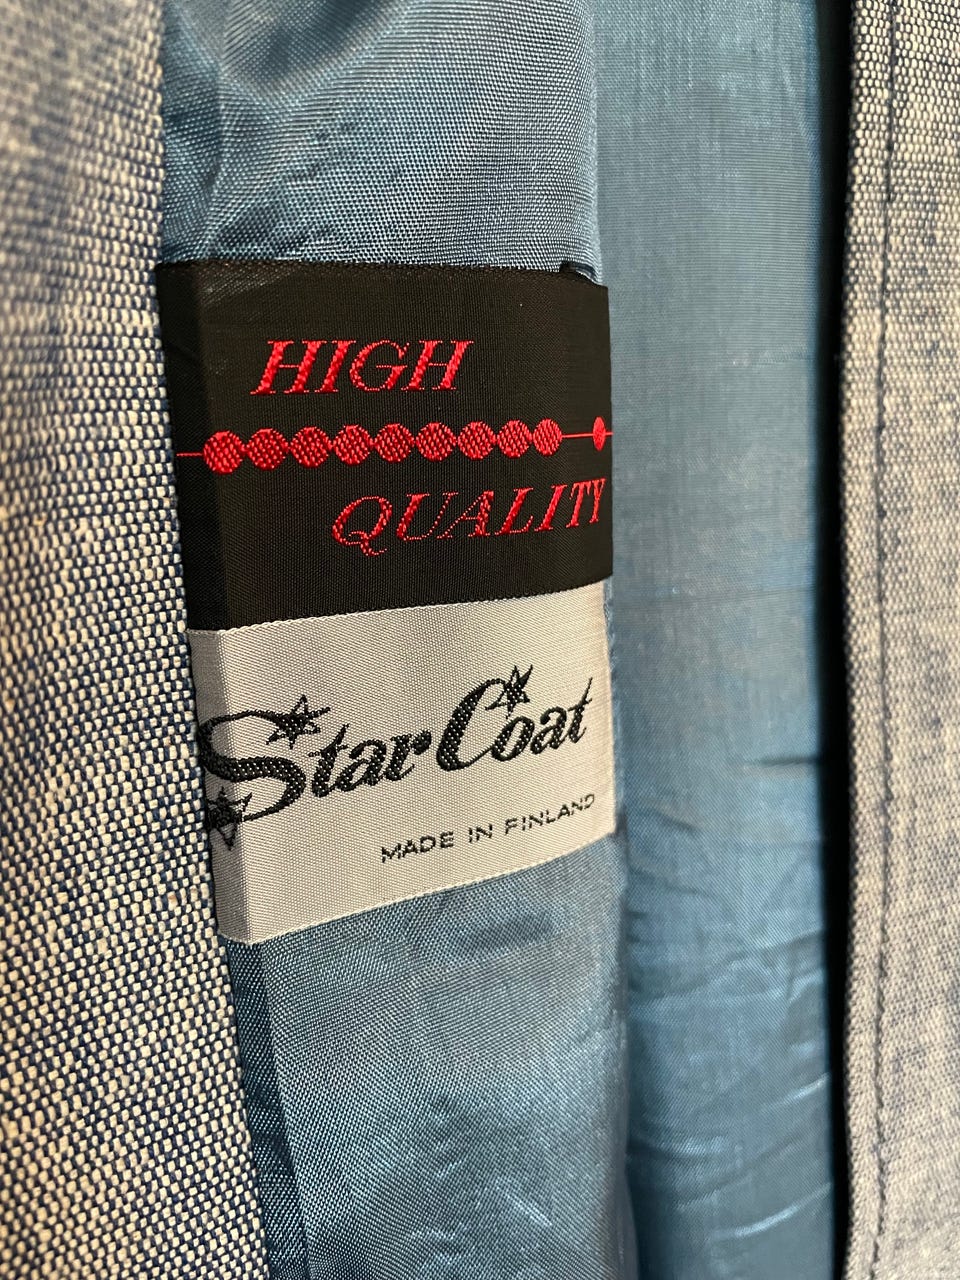 HIGH
QUALITY
Star Coat
MADE IN FINLAND